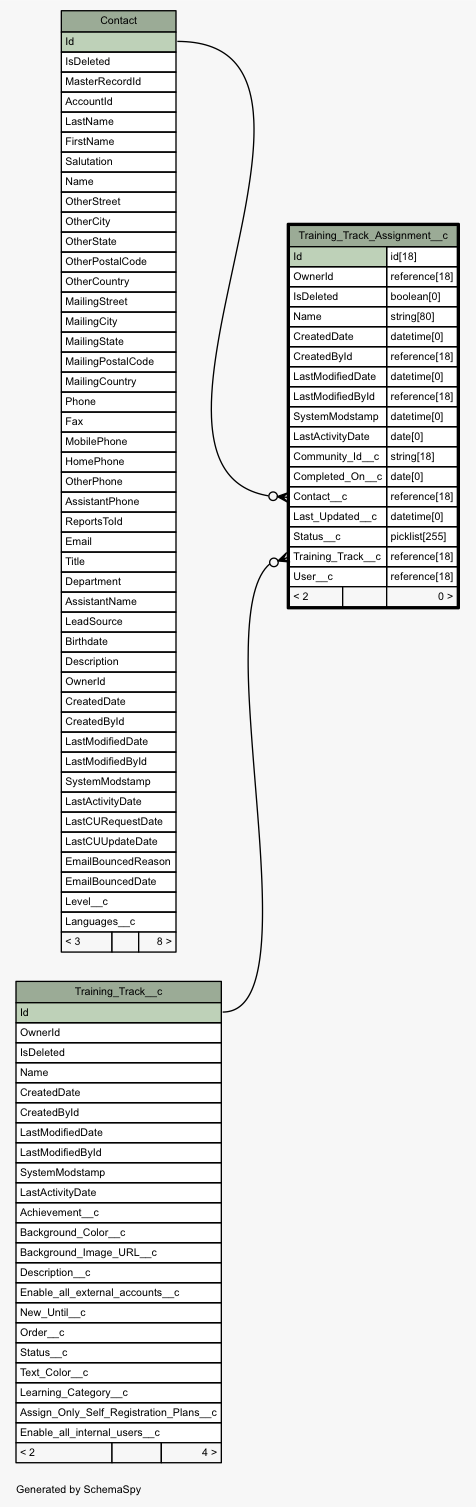 Contact
Id
IsDeleted
MasterRecordId
AccountId
LastName
FirstName
Salutation
Name
OtherStreet
OtherCity
OtherState
OtherPostalCode
OtherCountry
MailingStreet
MailingCity
MailingState
MailingPostalCode
MailingCountry
Phone
Fax
MobilePhone
HomePhone
OtherPhone
AssistantPhone
ReportsToId
Email
Title
Department
AssistantName
LeadSource
Birthdate
Description
OwnerId
CreatedDate
CreatedById
LastModifiedDate
LastModifiedById
SystemModstamp
LastActivityDate
LastCURequestDate
LastCUUpdateDate
EmailBouncedReason
EmailBouncedDate
Level__c
Languages__c
< 3 8 >
Training_Track_Assignment__c
Id id[18]
OwnerId reference[18]
IsDeleted boolean[0]
Name string[80]
CreatedDate datetime[0]
CreatedById reference[18]
LastModifiedDate datetime[0]
LastModifiedById reference[18]
SystemModstamp datetime[0]
LastActivityDate date[0]
Community_Id__c string[18]
Completed_On__c date[0]
Contact__c reference[18]
Last_Updated__c datetime[0]
Status__c picklist[255]
Training_Track__c reference[18]
User__c reference[18]
< 2 0 >
Training_Track__c
Id
OwnerId
IsDeleted
Name
CreatedDate
CreatedById
LastModifiedDate
LastModifiedById
SystemModstamp
LastActivityDate
Achievement__c
Background_Color__c
Background_Image_URL__c
Description__c
Enable_all_external_accounts__c
New_Until__c
Order__c
Status__c
Text_Color__c
Learning_Category__c
Assign_Only_Self_Registration_Plans__c
Enable_all_internal_users__c
< 2 4 >
Generated by SchemaSpy